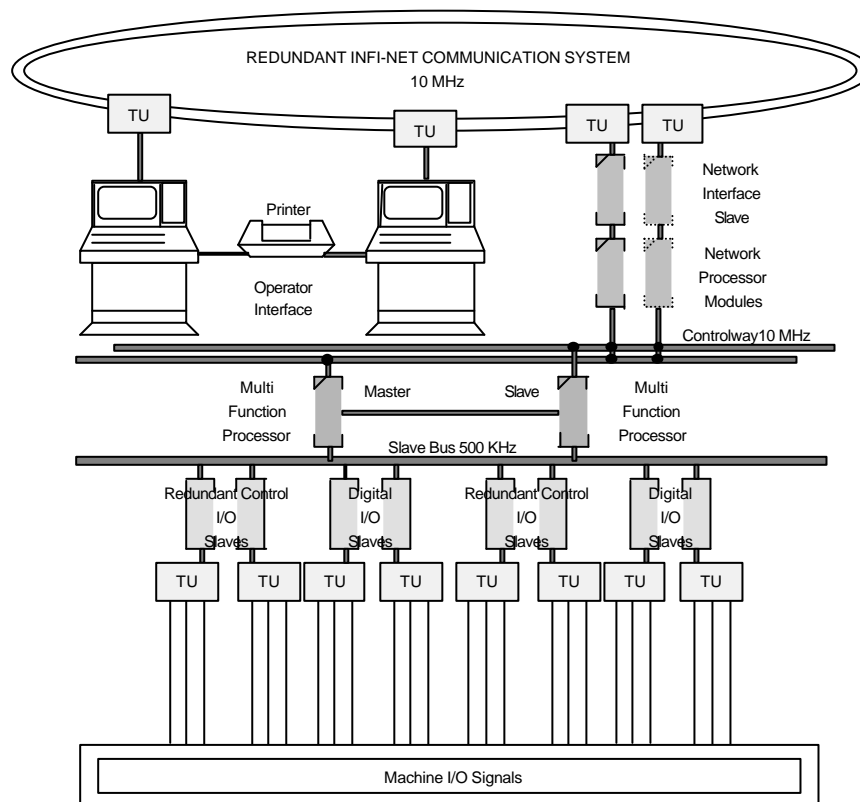 REDUNDANT INFI-NET COMMUNICATION SYSTEM
10 MHz
TU
TU
TU
TU
Network
Interface
Slave
Printer
Network
Processor
Modules
Operator
Interface
Controlway10 MHz
Multi
Function
Processor
Master
Slave
Multi
Function
Processor
Slave Bus 500 KHz
Redundant Control
I/O
Slaves
Digital
I/O
Slaves
Redundant Control
I/O
Slaves
Digital
I/O
Slaves
TU
TU
TU
TU
TU
TU
TU
TU
Machine I/O Signals